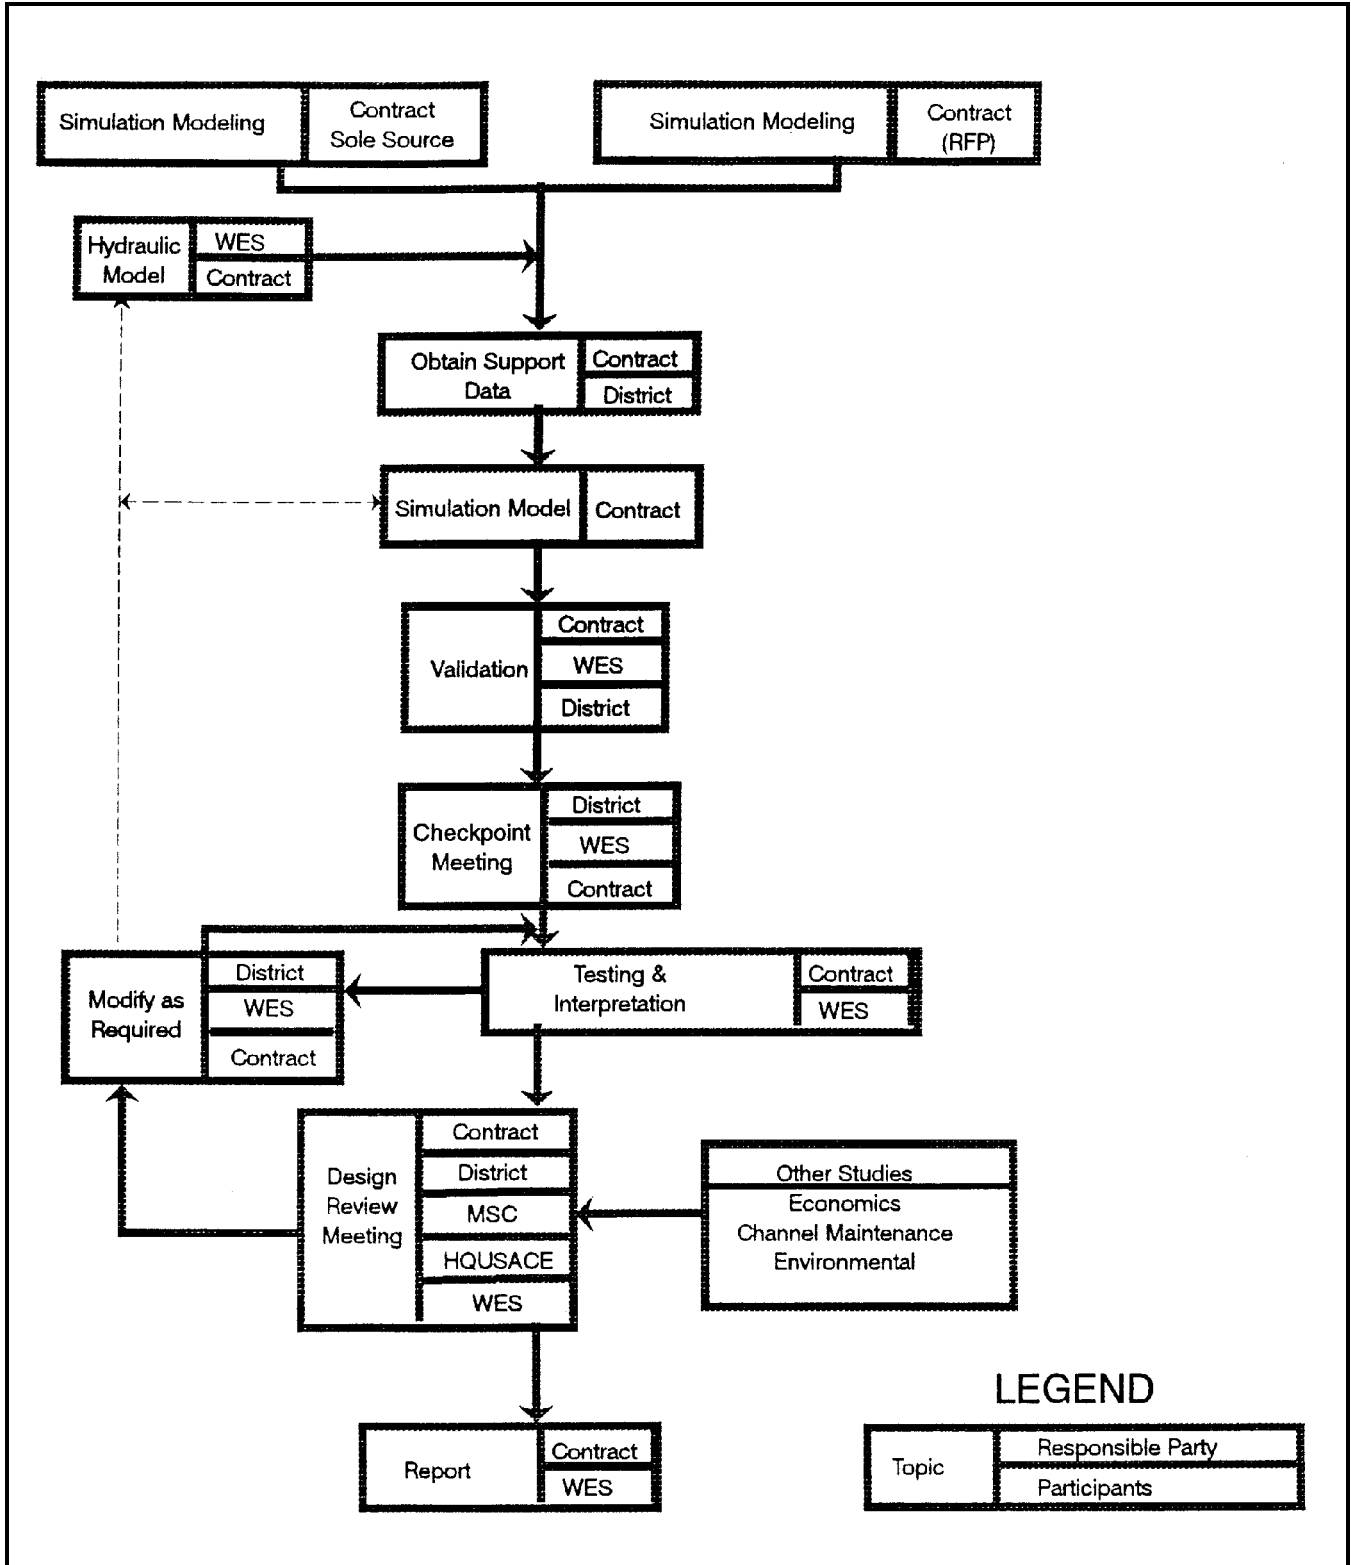 Simulation Modeling
Contract
Sole Source
Simulation Modeling
Contract
(RFP)
Hydraulic
Model
WES
Contract
Obtain Support
Data
Contract
District
Simulation Model
Contract
Validation
Contract
WES
District
Checkpoint
Meeting
District
WES
Contract
Modify as
Required
District
WES
Contract
Testing &
Interpretation
Contract
WES
Design
Review
Meeting
Contract
District
MSC
HQUSACE
WES
Other Studies
Economics
Channel Maintenance
Environmental
Report
Contract
WES
LEGEND
Topic
Responsible Party
Participants